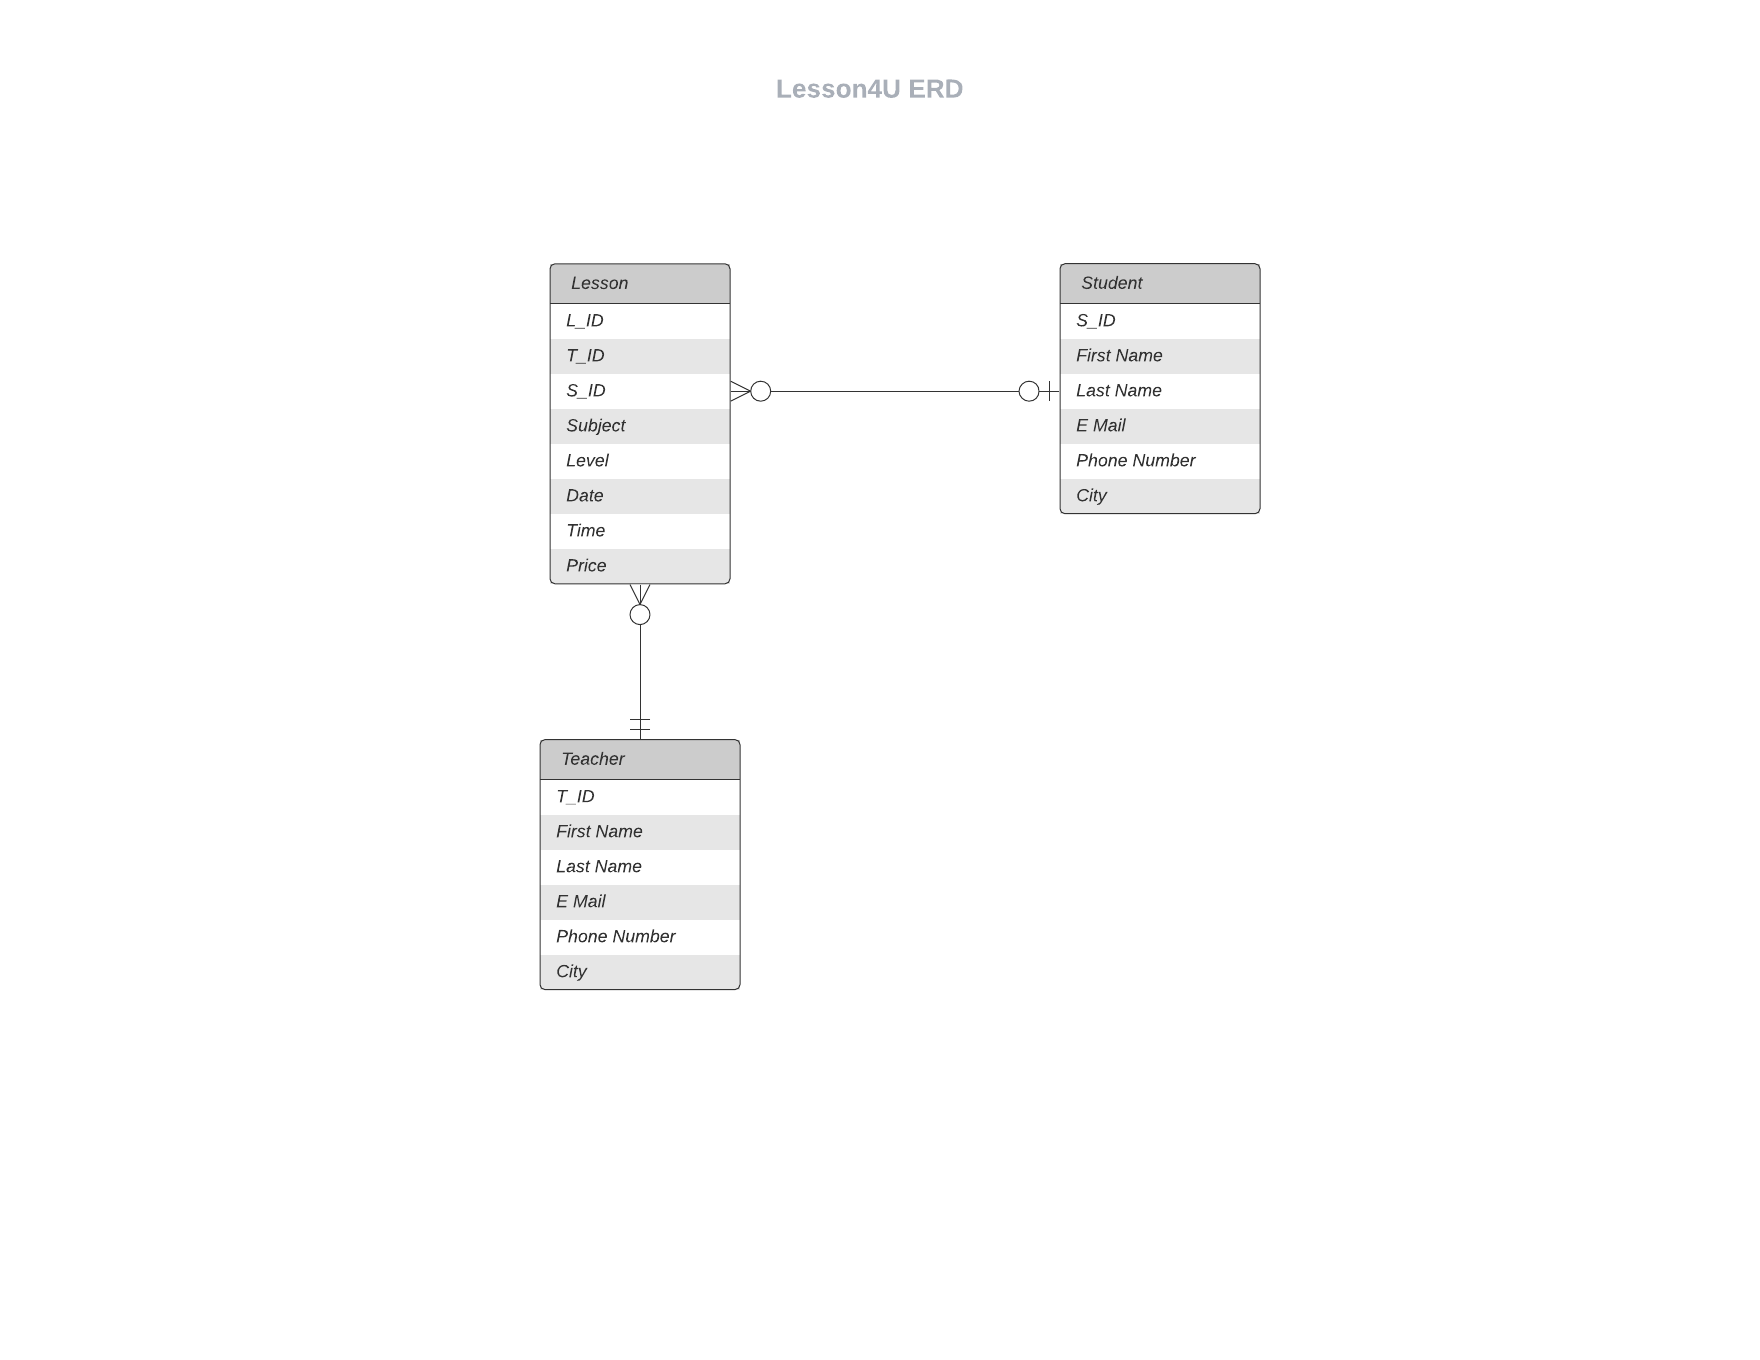 Lesson4U ERD
Lesson
L_ID
T_ID
S_ID
Subject
Level
Date
Time
Price
Student
S_ID
First Name
Last Name
E Mail
Phone Number
City
Teacher
T_ID
First Name
Last Name
E Mail
Phone Number
City